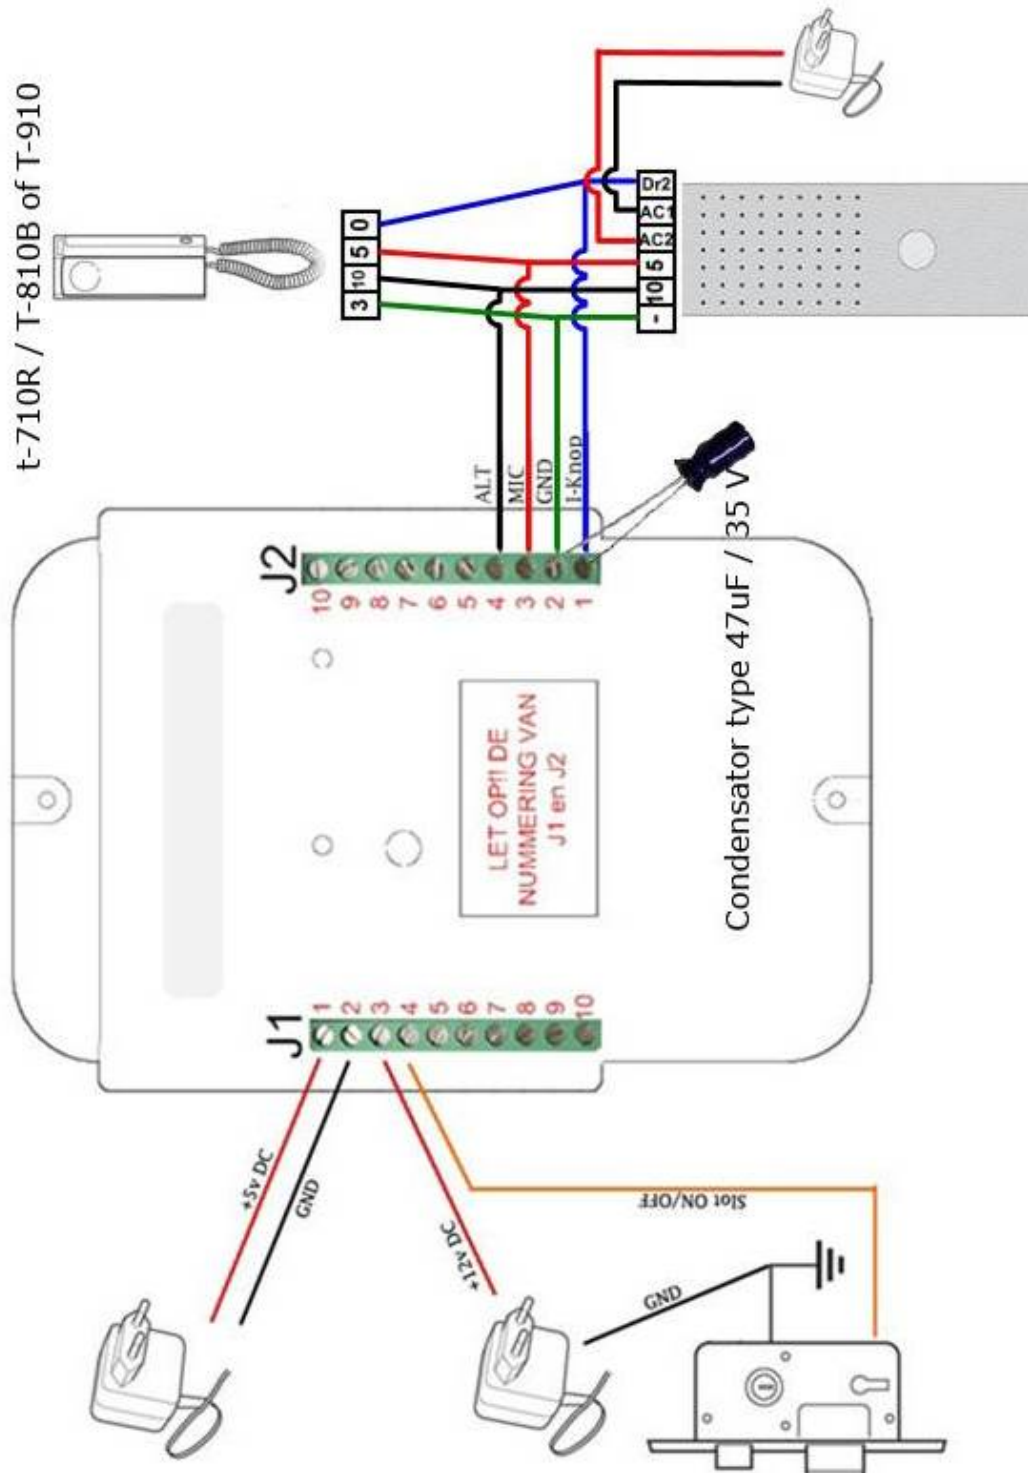 t-710R / T-810B of T-910
0
5
10
3
Dr2
AC1
AC2
5
10
-
ALT
MIC
GND
I-Knop
J2
10
9
8
7
6
5
4
3
2
1
LET OP!! DE
NUMMERING VAN
J1 en J2
Condensator type 47uF / 35 V
J1
1
2
3
4
5
6
7
8
9
10
+5v DC
GND
+12v DC
Slot ON/OFF
GND